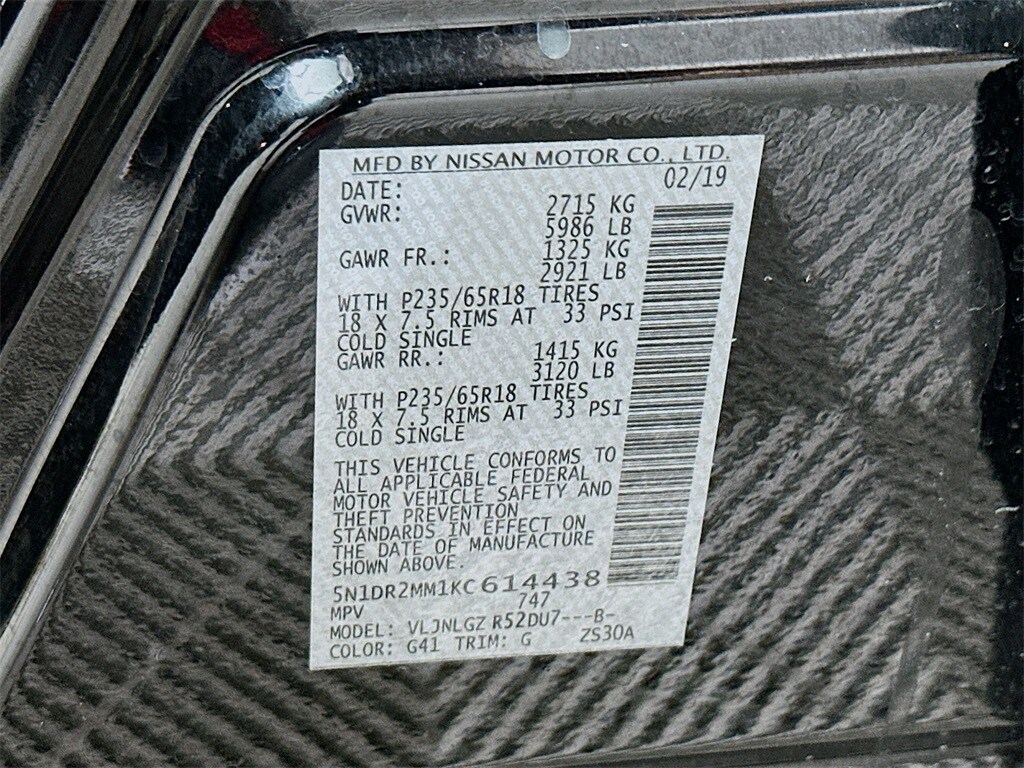 MFD BY NISSAN MOTOR CO., LTD.
DATE: 02/19
GVWR: 2715 KG
5986 LB
GAWR FR.: 1325 KG
2921 LB
WITH P235/65R18 TIRES
18 X 7.5 RIMS AT 33 PSI
COLD SINGLE
GAWR RR.: 1415 KG
3120 LB
WITH P235/65R18 TIRES
18 X 7.5 RIMS AT 33 PSI
COLD SINGLE
THIS VEHICLE CONFORMS TO
ALL APPLICABLE FEDERAL
MOTOR VEHICLE SAFETY AND
THEFT PREVENTION
STANDARDS IN EFFECT ON
THE DATE OF MANUFACTURE
SHOWN ABOVE.
5N1DR2MM1KC614438
MPV 747
MODEL: VLJNLGZ R52DU7---B-
COLOR: G41 TRIM: G ZS30A